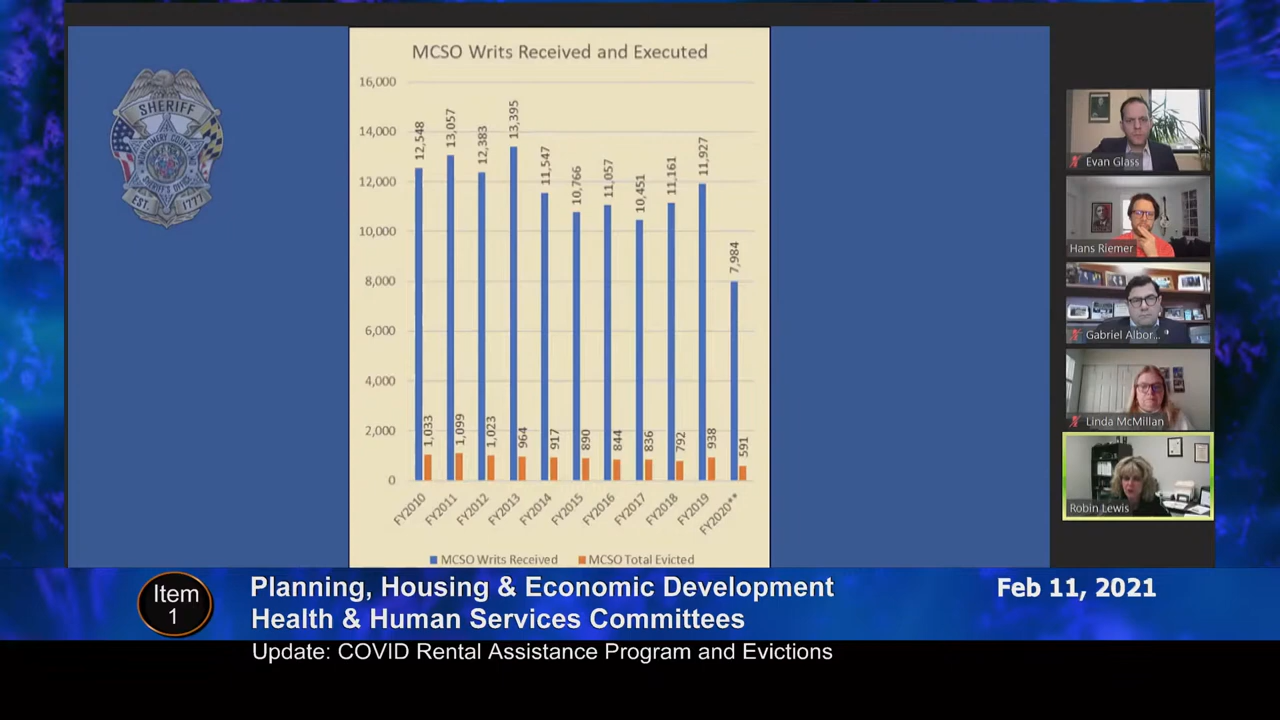 MCSO Writs Received and Executed
16,000
14,000
12,000
10,000
8,000
6,000
4,000
2,000
0
12,548
13,057
12,383
13,395
11,547
10,766
11,057
10,451
11,161
11,927
7,984
1,033
1,099
1,023
964
917
890
844
836
792
938
591
FY2010
FY2011
FY2012
FY2013
FY2014
FY2015
FY2016
FY2017
FY2018
FY2019
FY2020**
MCSO Writs Received
MCSO Total Evicted
SHERIFF
MONTGOMERY COUNTY, MD
SHERIFF'S OFFICE
EST. 1777
Evan Glass
Hans Riemer
Gabriel Albor...
Linda McMillan
Robin Lewis
Item
1
Planning, Housing & Economic Development
Health & Human Services Committees
Feb 11, 2021
Update: COVID Rental Assistance Program and Evictions